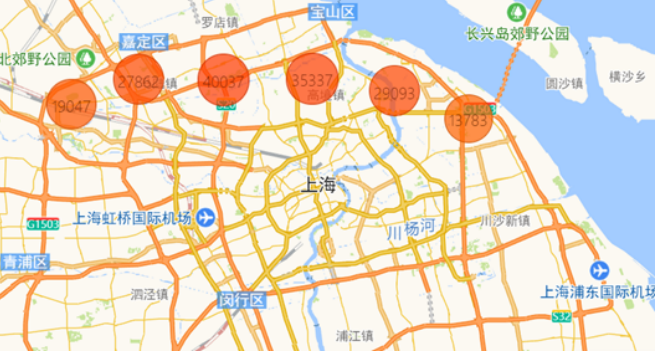 宝山区
罗店镇
长兴岛郊野公园
嘉定区
北郊野公园
横沙乡
圆沙镇
27862
镇
40037
35337
29093
19047
G1503
13783
上海
川杨河
川沙新镇
上海虹桥国际机场
G1503
青浦区
泗泾镇
闵行区
上海浦东国际机场
S32
浦江镇